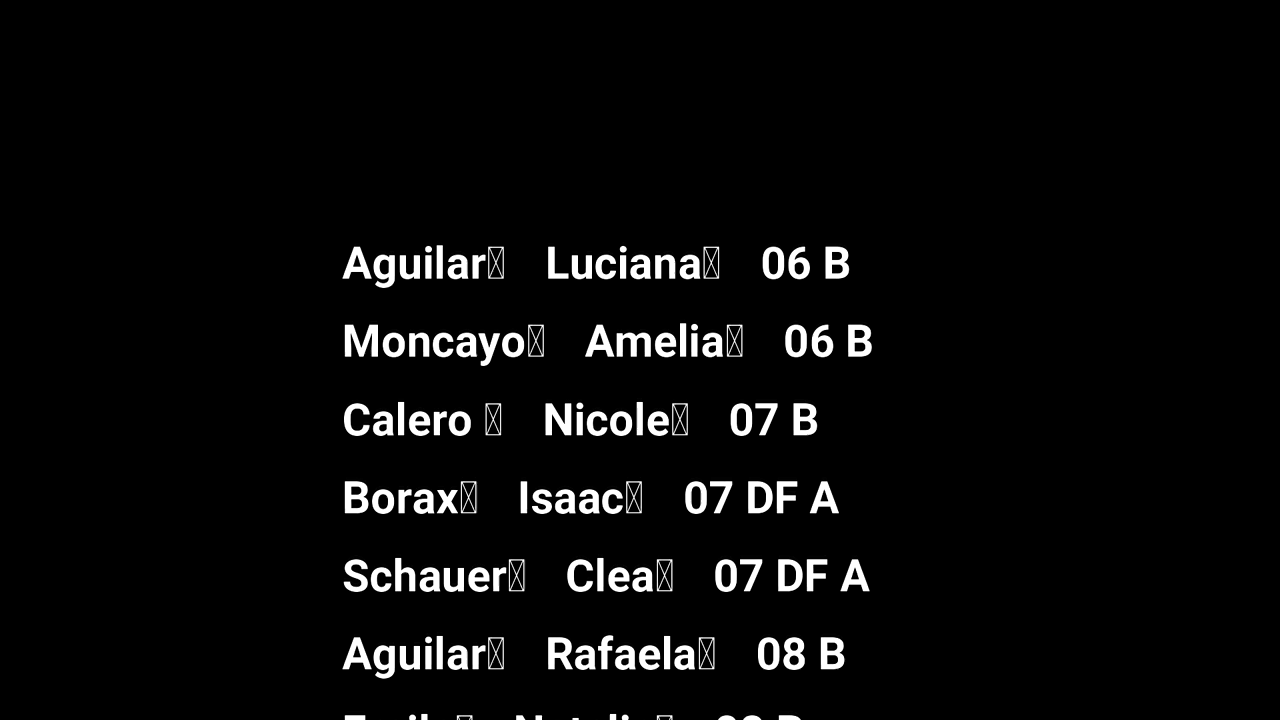 Aguilar Luciana 06 B
Moncayo Amelia 06 B
Calero Nicole 07 B
Borax Isaac 07 DF A
Schauer Clea 07 DF A
Aguilar Rafaela 08 B